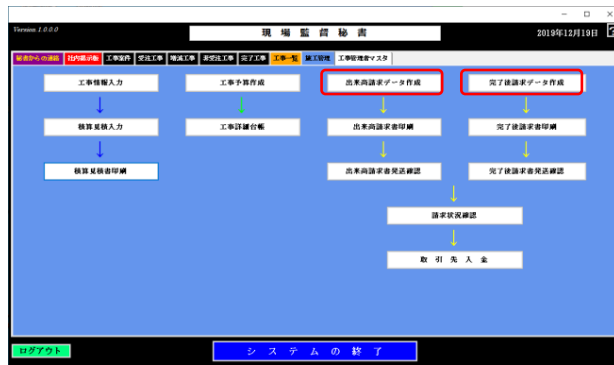 Version 1.0.0.0
現場監督秘書
2019年12月19日
秘書からの連絡 社内掲示板 工事案件 受注工事 増減工事 非受注工事 完了工事 工事一覧 施工管理 工事管理者マスタ
工事情報入力 工事予算作成 出来高請求データ作成 完了後請求データ作成
積算見積入力 工事詳細台帳 出来高請求書印刷 完了後請求書印刷
積算見積書印刷 出来高請求書発送確認 完了後請求書発送確認
請求状況確認
取引先入金
ログアウト システムの終了